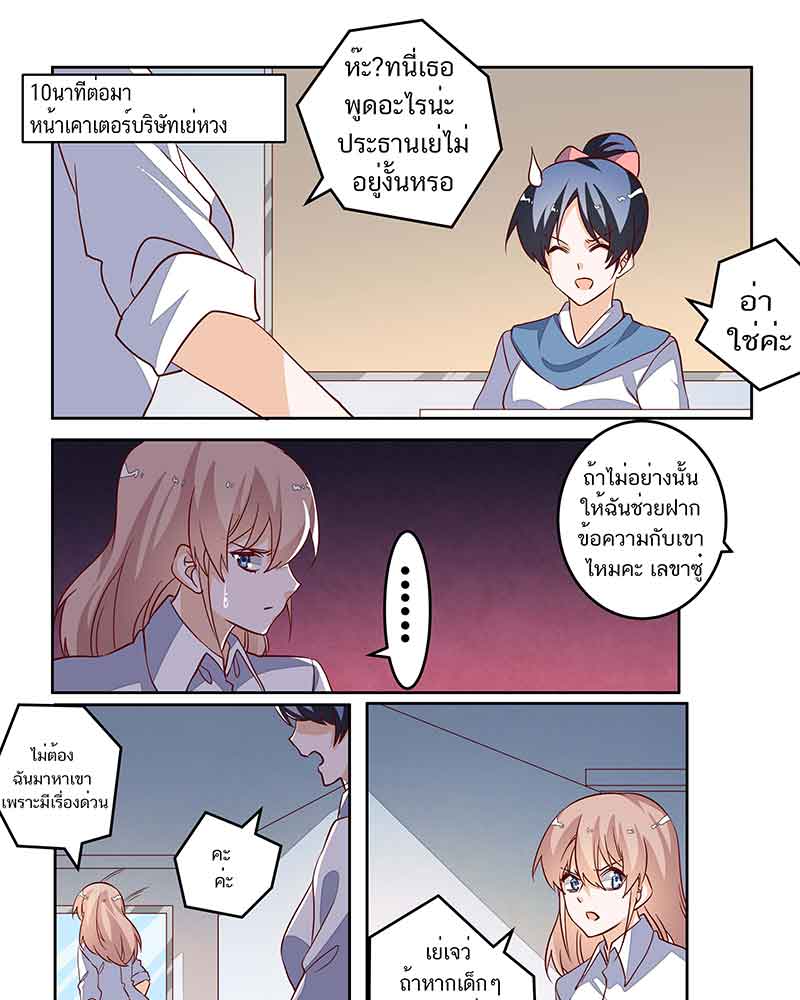 10นาทีต่อมา
หน้าเคาเตอร์บริษัทเย่หวง
ห๊ะ?ทนี่เธอ
พูดอะไรน่ะ
ประธานเย่ไม่
อยู่งั้นหรอ
อ่า
ใช่ค่ะ
ถ้าไม่อย่างนั้น
ให้ฉันช่วยฝาก
ข้อความกับเขา
ไหมคะ เลขาซู่
......
ไม่ต้อง
ฉันมาหาเขา
เพราะมีเรื่องด่วน
คะ
ค่ะ
เย่เจว๋
ถ้าหากเด็กๆ